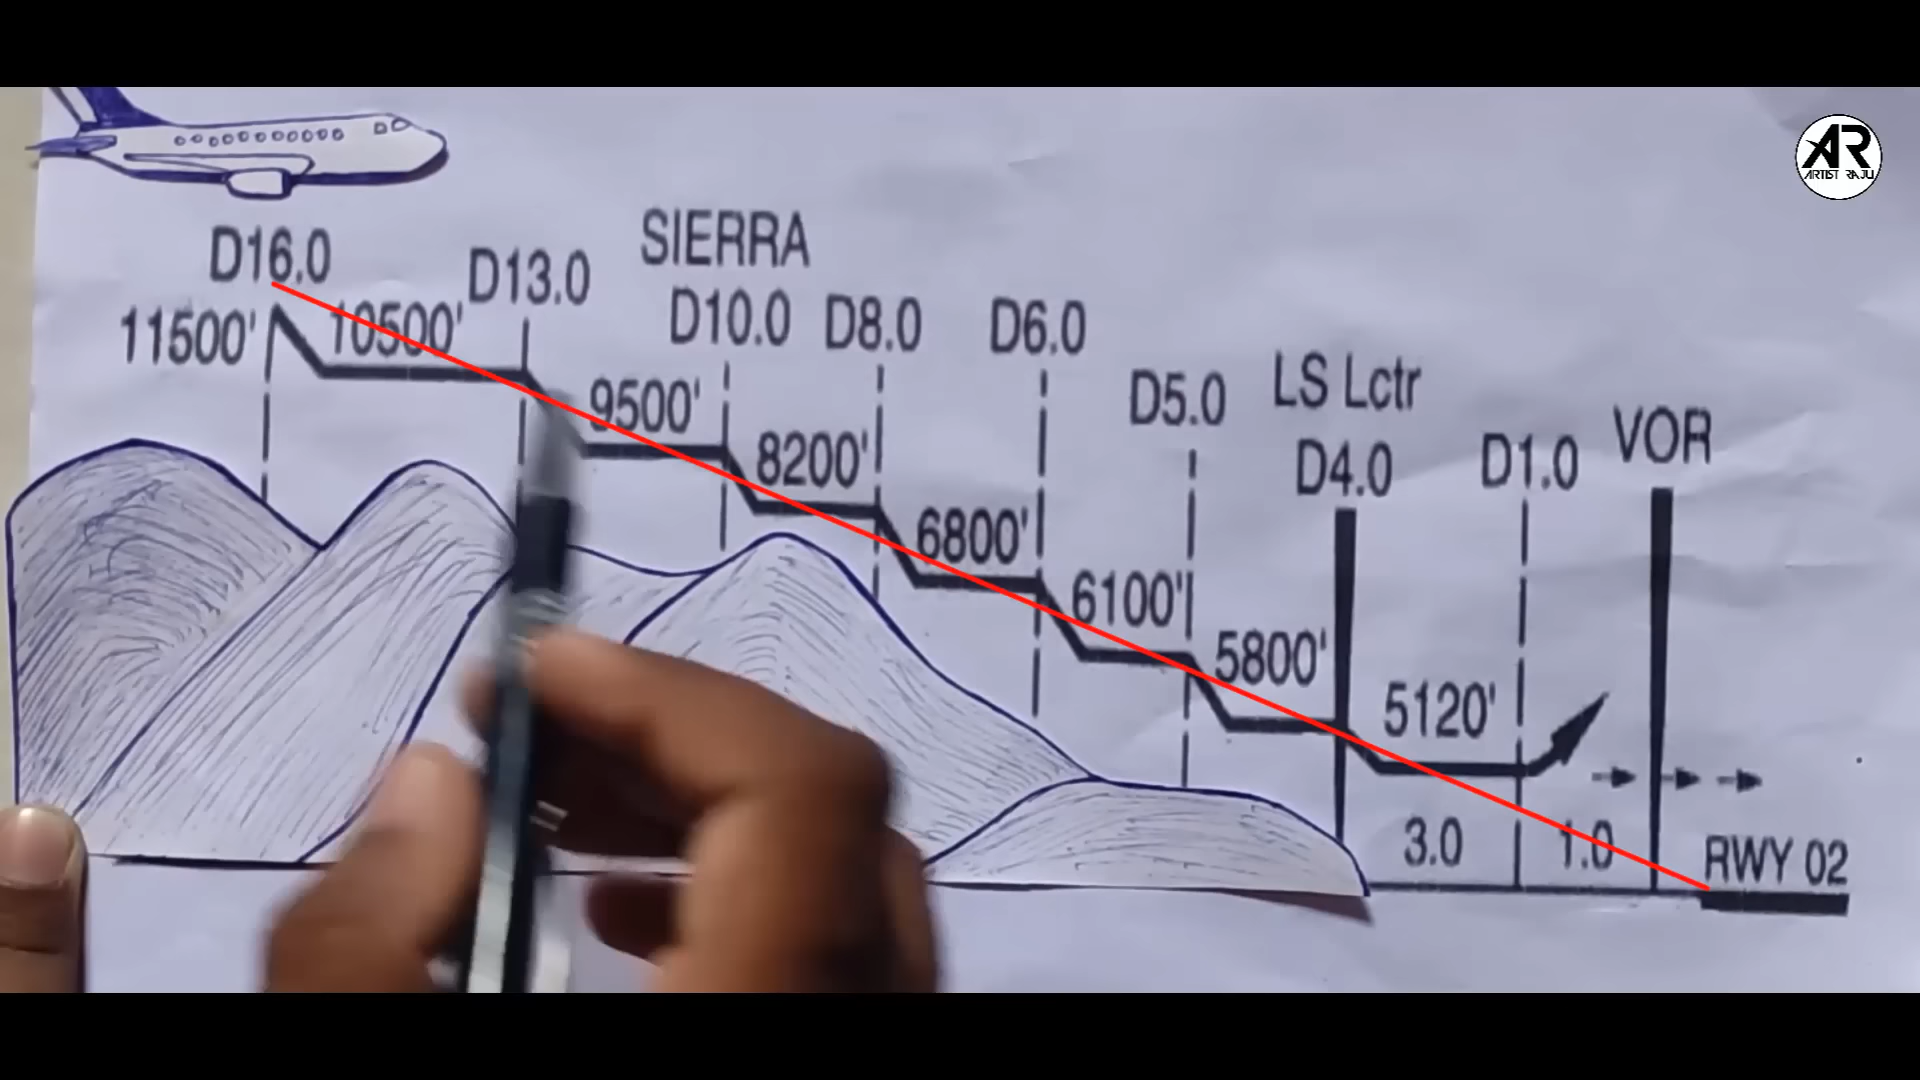 AR
ARTIST RAJU
SIERRA
D16.0
D13.0
D10.0
D8.0
D6.0
D5.0
LS Lctr
D4.0
D1.0
VOR
11500'
10500'
9500'
8200'
6800'
6100'
5800'
5120'
3.0
1.0
RWY 02